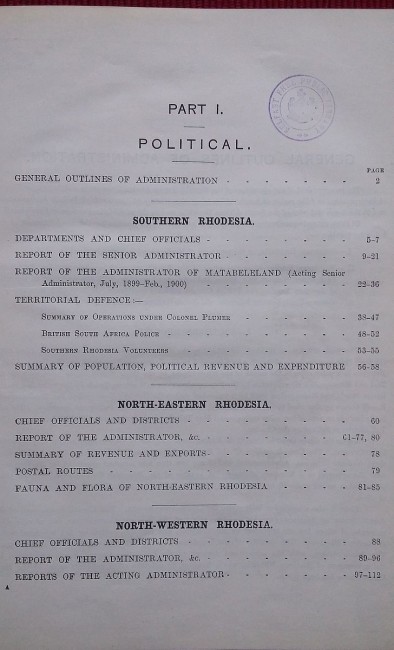 PART I.
POLITICAL.
PAGE
GENERAL OUTLINES OF ADMINISTRATION - - - - - - - 2
SOUTHERN RHODESIA.
DEPARTMENTS AND CHIEF OFFICIALS - - - - - - - - 5-7
REPORT OF THE SENIOR ADMINISTRATOR - - - - - - - 9-21
REPORT OF THE ADMINISTRATOR OF MATABELELAND (Acting Senior
Administrator, July, 1899-Feb., 1900) - - - - - - - 22-36
TERRITORIAL DEFENCE:—
SUMMARY OF OPERATIONS UNDER COLONEL PLUMER - - - - - 38-47
BRITISH SOUTH AFRICA POLICE - - - - - - - - - 48-52
SOUTHERN RHODESIA VOLUNTEERS - - - - - - - - 53-55
SUMMARY OF POPULATION, POLITICAL REVENUE AND EXPENDITURE 56-58
NORTH-EASTERN RHODESIA.
CHIEF OFFICIALS AND DISTRICTS - - - - - - - - 60
REPORT OF THE ADMINISTRATOR, &c. - - - - - - - 61-77, 80
SUMMARY OF REVENUE AND EXPORTS - - - - - - - - 78
POSTAL ROUTES - - - - - - - - - - - 79
FAUNA AND FLORA OF NORTH-EASTERN RHODESIA - - - - - 81-85
NORTH-WESTERN RHODESIA.
CHIEF OFFICIALS AND DISTRICTS - - - - - - - - 88
REPORT OF THE ADMINISTRATOR, &c. - - - - - - - 89-96
REPORTS OF THE ACTING ADMINISTRATOR - - - - - - - 97-112
A